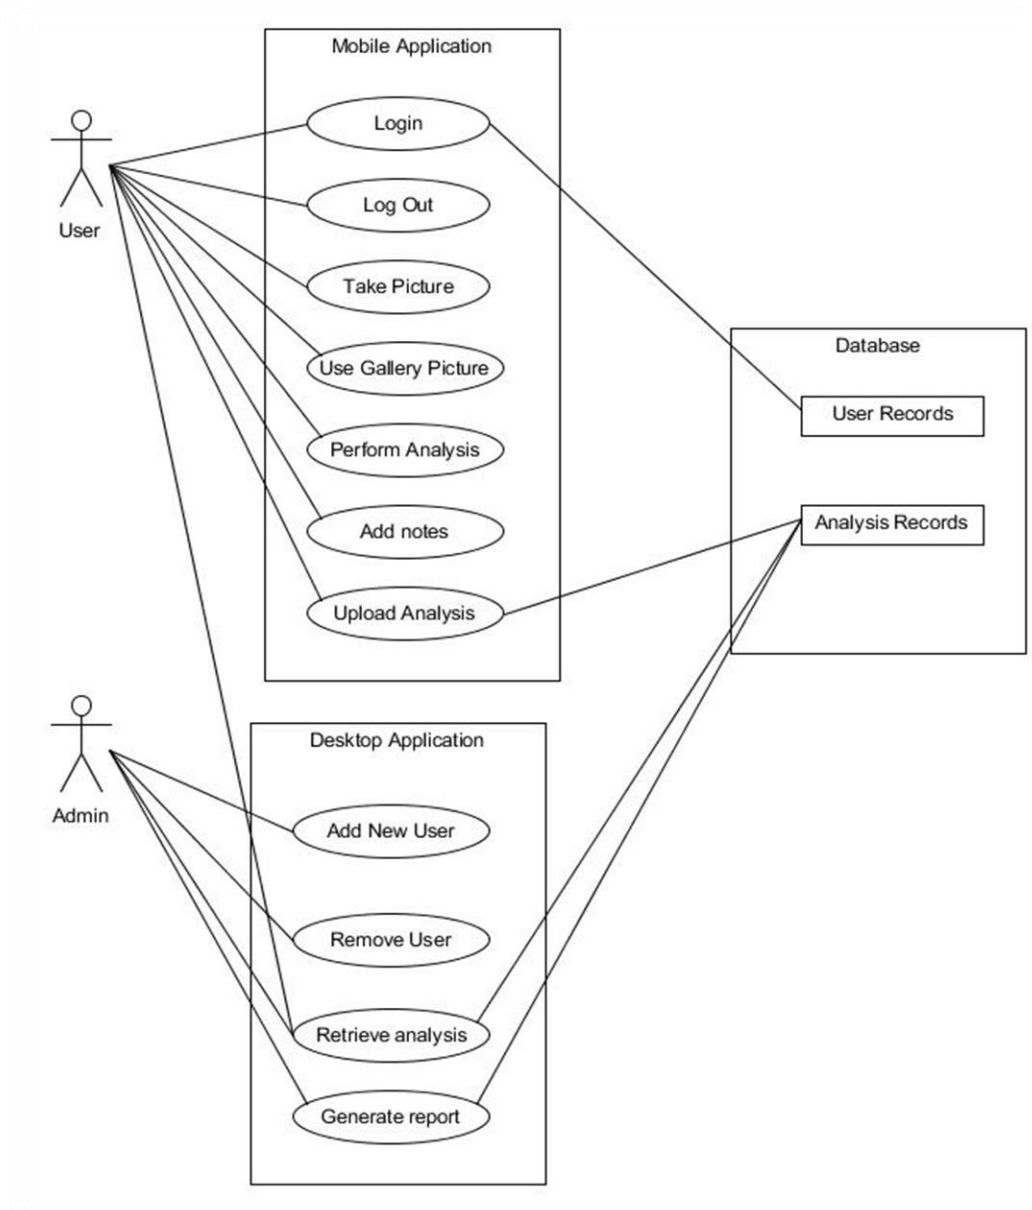 Mobile Application
Login
Log Out
Take Picture
Use Gallery Picture
Perform Analysis
Add notes
Upload Analysis
User
Database
User Records
Analysis Records
Admin
Desktop Application
Add New User
Remove User
Retrieve analysis
Generate report